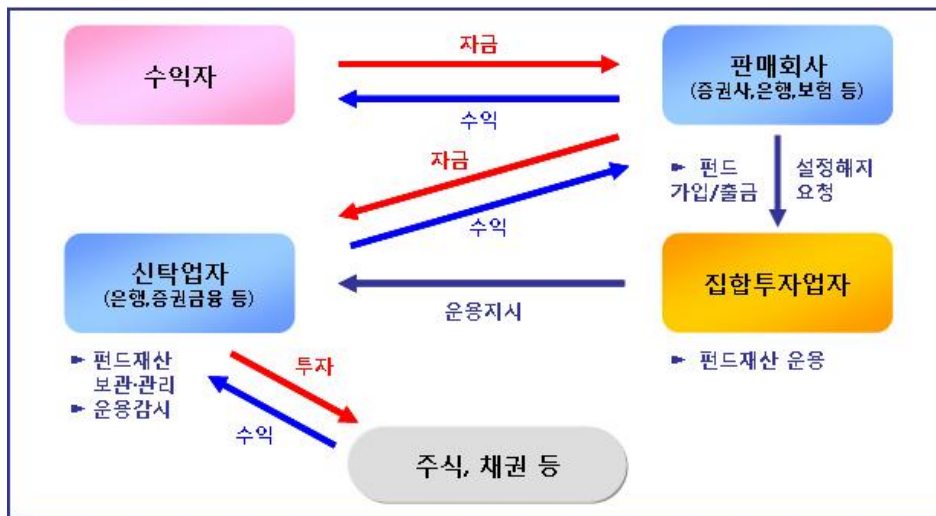 자금
수익자
판매회사
(증권사,은행,보험 등)
수익
자금
► 펀드
가입/출금
설정해지
요청
수익
신탁업자
(은행,증권금융 등)
집합투자업자
운용지시
► 펀드재산
보관·관리
► 운용감시
투자
► 펀드재산 운용
수익
주식, 채권 등